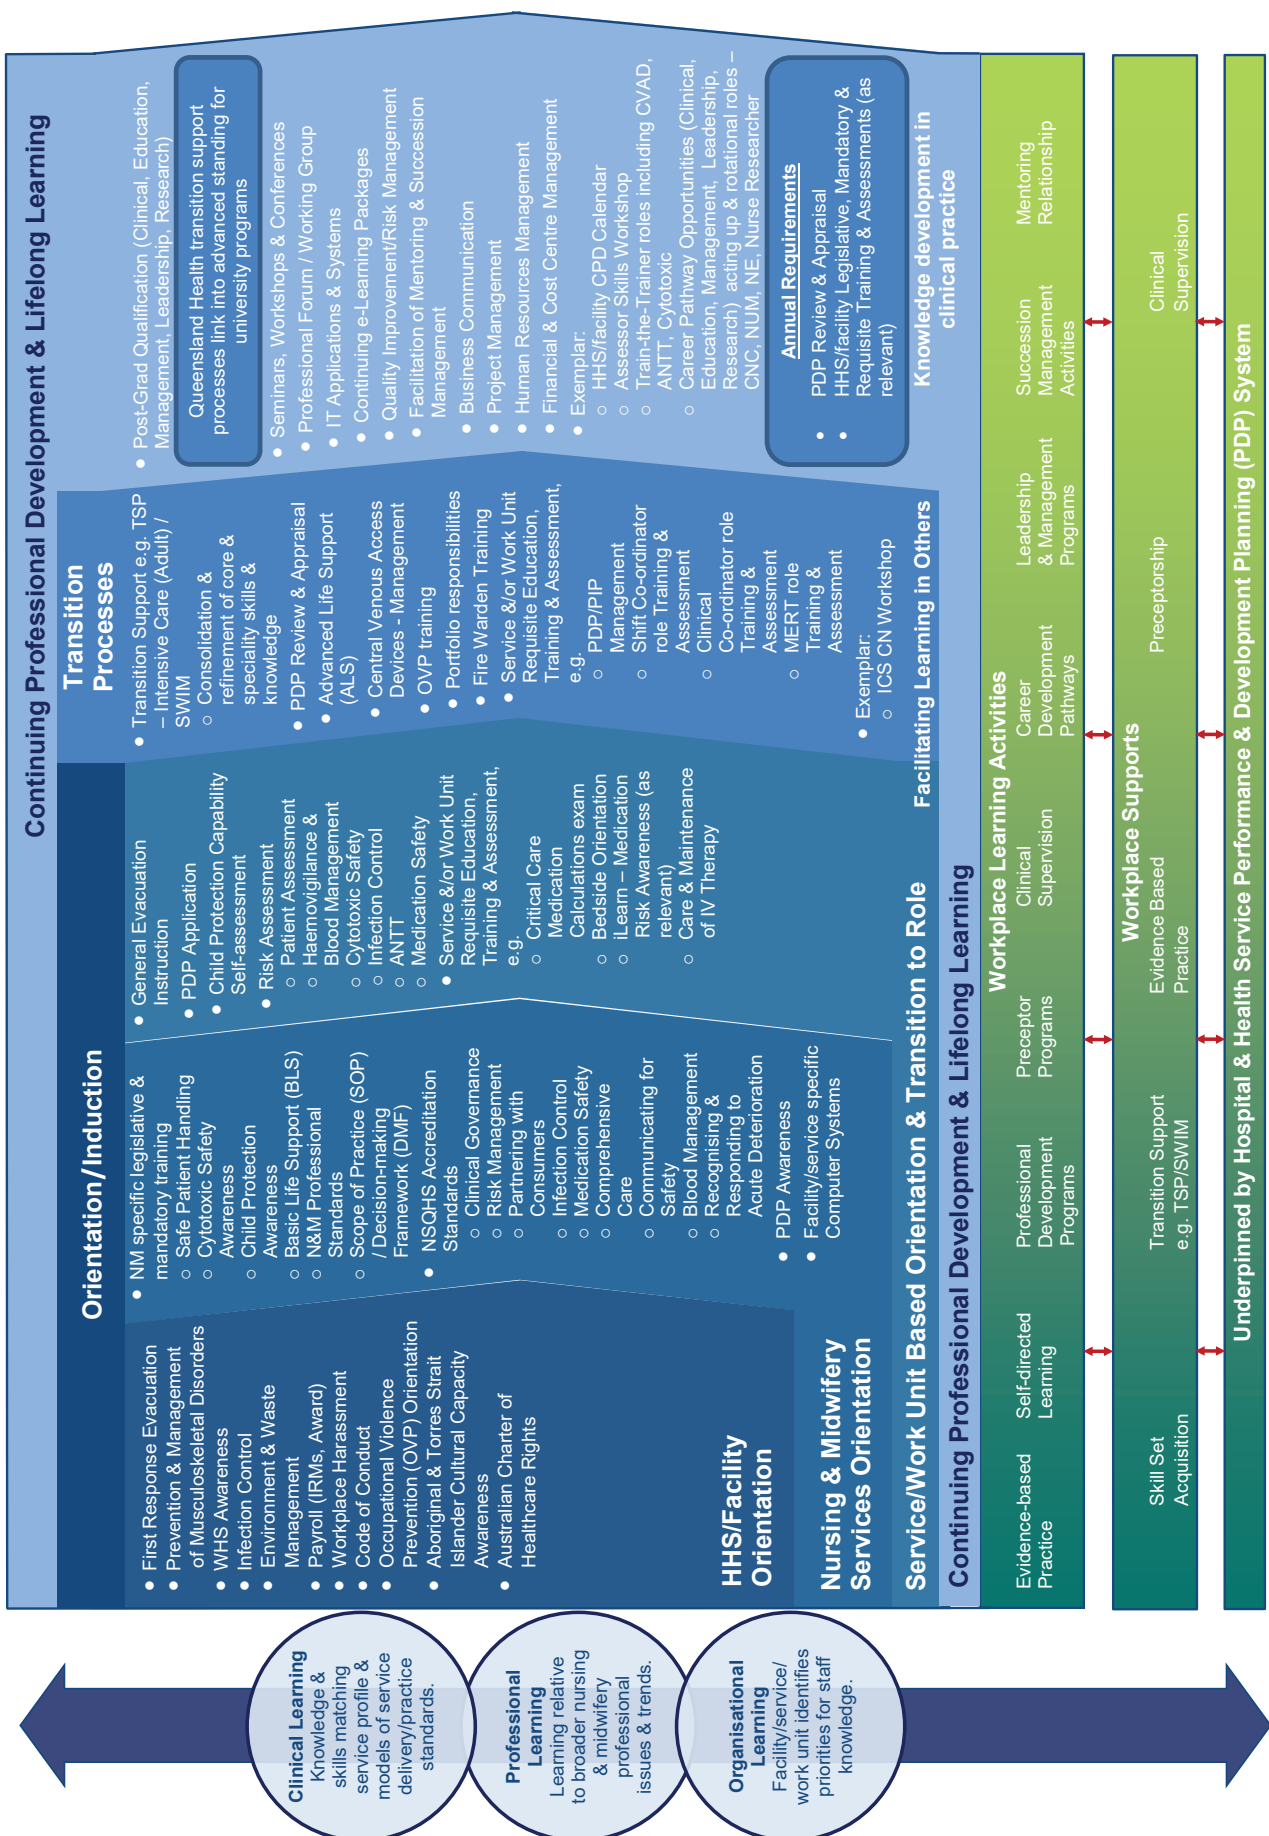 Continuing Professional Development & Lifelong Learning
Clinical Learning
Knowledge &
skills matching
service profile &
models of service
delivery/practice
standards.
Professional
Learning
Learning relative
to broader nursing
& midwifery
professional
issues & trends.
Organisational
Learning
Facility/service/
work unit identifies
priorities for staff
knowledge.
Orientation/Induction
• First Response Evacuation
• Prevention & Management
of Musculoskeletal Disorders
• WHS Awareness
• Infection Control
• Environment & Waste
Management
• Payroll (IRMs, Award)
• Workplace Harassment
• Code of Conduct
• Occupational Violence
Prevention (OVP) Orientation
• Aboriginal & Torres Strait
Islander Cultural Capacity
Awareness
• Australian Charter of
Healthcare Rights
HHS/Facility
Orientation
• NM specific legislative &
mandatory training
○ Safe Patient Handling
○ Cytotoxic Safety
Awareness
○ Child Protection
Awareness
○ Basic Life Support (BLS)
○ N&M Professional
Standards
○ Scope of Practice (SOP)
/ Decision-making
Framework (DMF)
• NSQHS Accreditation
Standards
○ Clinical Governance
○ Risk Management
○ Partnering with
Consumers
○ Infection Control
○ Medication Safety
○ Comprehensive
Care
○ Communicating for
Safety
○ Blood Management
○ Recognising &
Responding to
Acute Deterioration
• PDP Awareness
• Facility/service specific
Computer Systems
Nursing & Midwifery
Services Orientation
• General Evacuation
Instruction
• PDP Application
• Child Protection Capability
Self-assessment
• Risk Assessment
○ Patient Assessment
○ Haemovigilance &
Blood Management
○ Cytotoxic Safety
○ Infection Control
○ ANTT
○ Medication Safety
• Service &/or Work Unit
Requisite Education,
Training & Assessment,
e.g.
○ Critical Care
Medication
Calculations exam
○ Bedside Orientation
○ iLearn – Medication
Risk Awareness (as
relevant)
○ Care & Maintenance
of IV Therapy
Service/Work Unit Based Orientation & Transition to Role
Transition
Processes
• Transition Support e.g. TSP
– Intensive Care (Adult) /
SWIM
○ Consolidation &
refinement of core &
speciality skills &
knowledge
• PDP Review & Appraisal
• Advanced Life Support
(ALS)
• Central Venous Access
Devices - Management
• OVP training
• Portfolio responsibilities
• Fire Warden Training
• Service &/or Work Unit
Requisite Education,
Training & Assessment,
e.g.
○ PDP/PIP
Management
○ Shift Co-ordinator
role Training &
Assessment
○ Clinical
Co-ordinator role
Training &
Assessment
○ MERT role
Training &
Assessment
• Exemplar:
○ ICS CN Workshop
Facilitating Learning in Others
• Post-Grad Qualification (Clinical, Education,
Management, Leadership, Research)
Queensland Health transition support
processes link into advanced standing for
university programs
• Seminars, Workshops & Conferences
• Professional Forum / Working Group
• IT Applications & Systems
• Continuing e-Learning Packages
• Quality Improvement/Risk Management
• Facilitation of Mentoring & Succession
Management
• Business Communication
• Project Management
• Human Resources Management
• Financial & Cost Centre Management
• Exemplar:
○ HHS/facility CPD Calendar
○ Assessor Skills Workshop
○ Train-the-Trainer roles including CVAD,
ANTT, Cytotoxic
○ Career Pathway Opportunities (Clinical,
Education, Management, Leadership,
Research) acting up & rotational roles –
CNC, NUM, NE, Nurse Researcher
Annual Requirements
• PDP Review & Appraisal
• HHS/facility Legislative, Mandatory &
Requisite Training & Assessments (as
relevant)
Knowledge development in
clinical practice
Continuing Professional Development & Lifelong Learning
Workplace Learning Activities
Evidence-based
Practice
Self-directed
Learning
Professional
Development
Programs
Preceptor
Programs
Clinical
Supervision
Career
Development
Pathways
Leadership
& Management
Programs
Succession
Management
Activities
Mentoring
Relationship
Workplace Supports
Skill Set
Acquisition
Transition Support
e.g. TSP/SWIM
Evidence Based
Practice
Preceptorship
Clinical
Supervision
Underpinned by Hospital & Health Service Performance & Development Planning (PDP) System